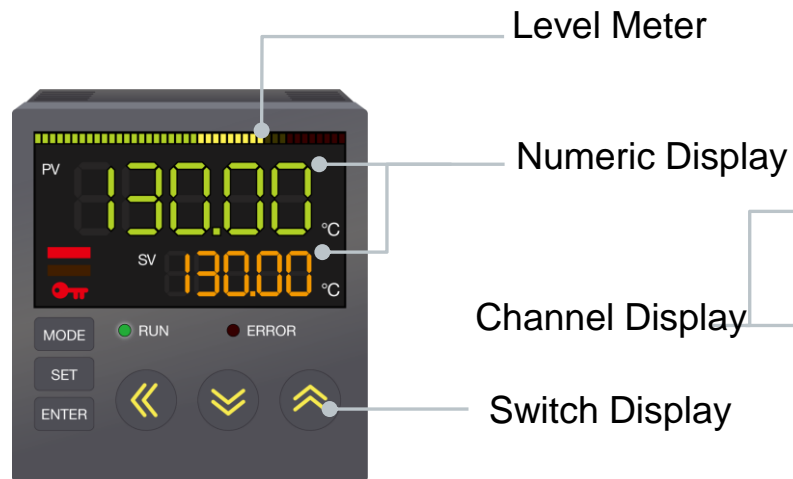 Level Meter
PV
130.00
°C
Numeric Display
SV
130.00
°C
Channel Display
MODE
RUN
ERROR
SET
ENTER
Switch Display